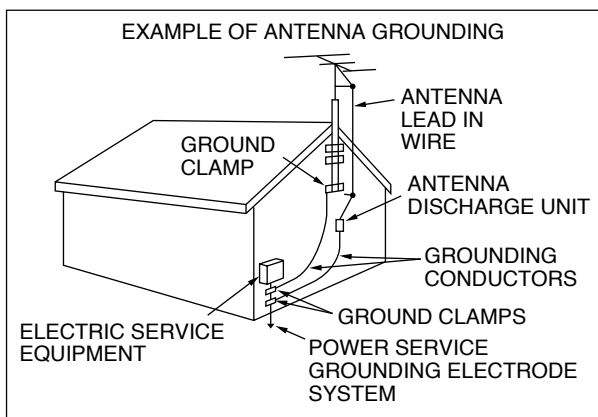 EXAMPLE OF ANTENNA GROUNDING
ANTENNA
LEAD IN
WIRE
GROUND
CLAMP
ANTENNA
DISCHARGE UNIT
GROUNDING
CONDUCTORS
GROUND CLAMPS
ELECTRIC SERVICE
EQUIPMENT
POWER SERVICE
GROUNDING ELECTRODE
SYSTEM